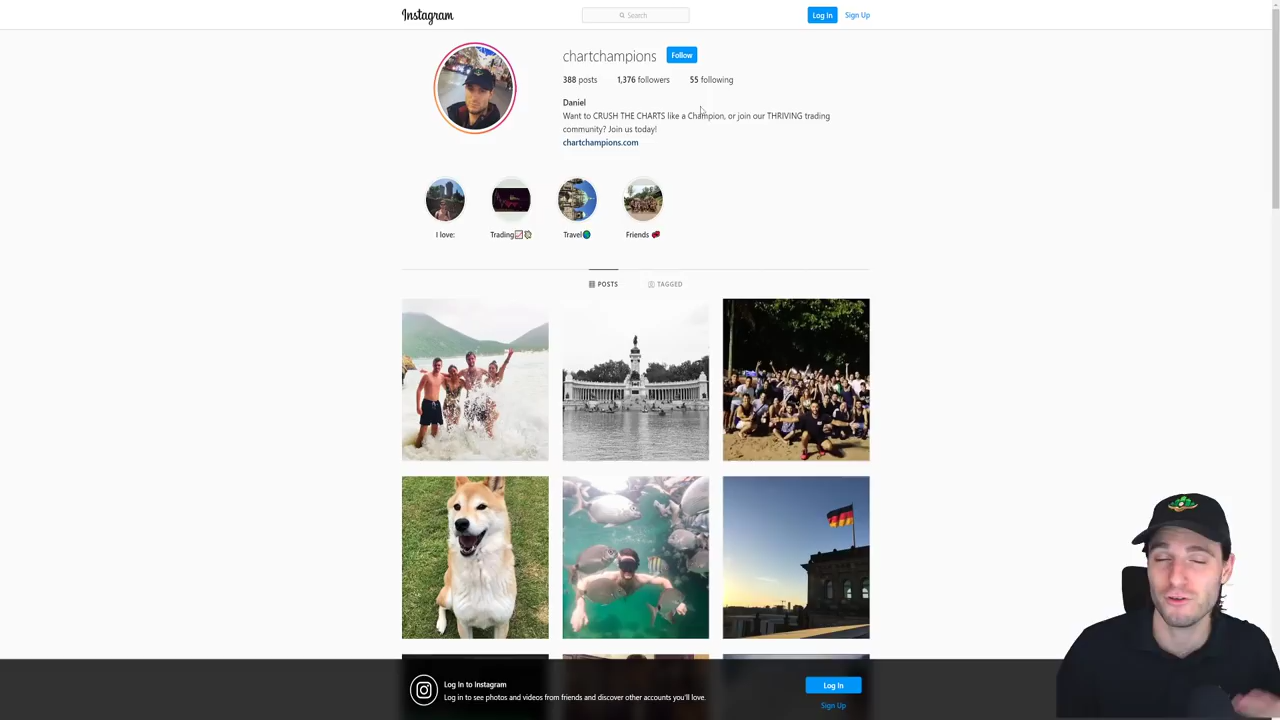 Instagram
Search
Log In
Sign Up
chartchampions
Follow
388 posts
1,376 followers
55 following
Daniel
Want to CRUSH THE CHARTS like a Champion, or join our THRIVING trading
community? Join us today!
chartchampions.com
I love:
Trading
Travel
Friends
POSTS
TAGGED
Log In to Instagram
Log in to see photos and videos from friends and discover other accounts you'll love.
Log In
Sign Up